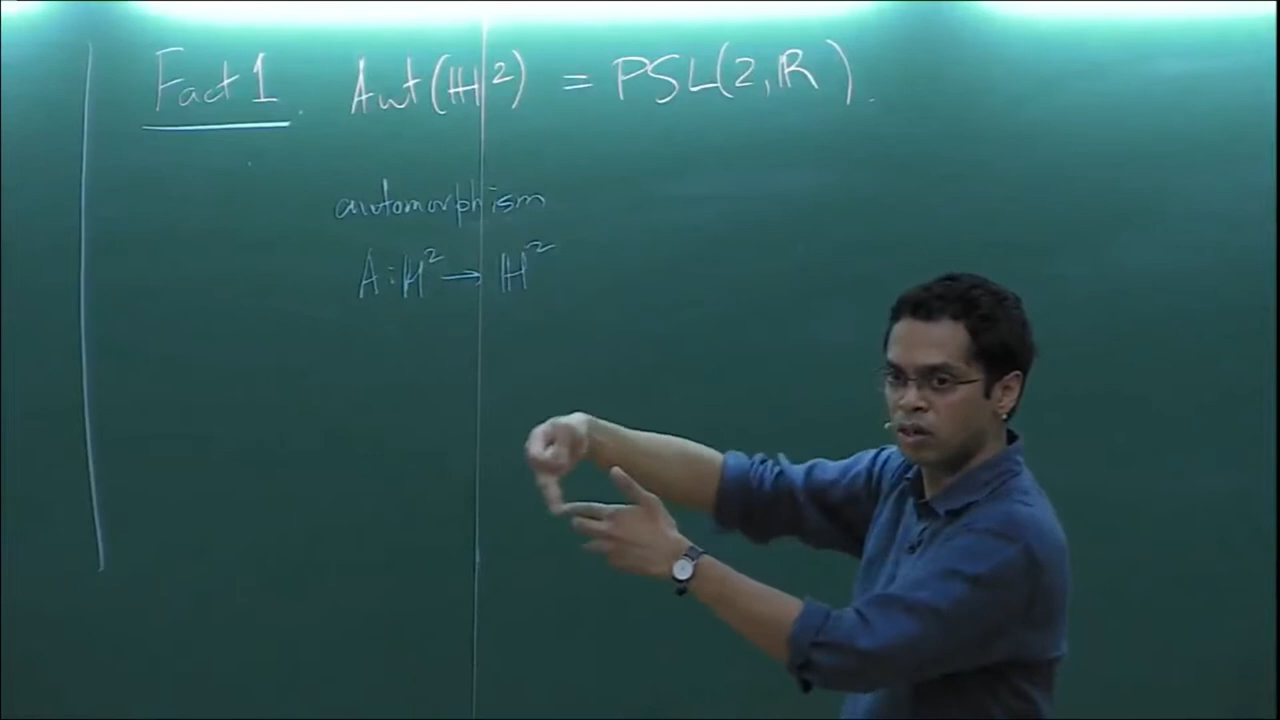 Fact 1. Aut(ℍ²) = PSL(2, ℝ).
automorphism
A : ℍ² → ℍ²